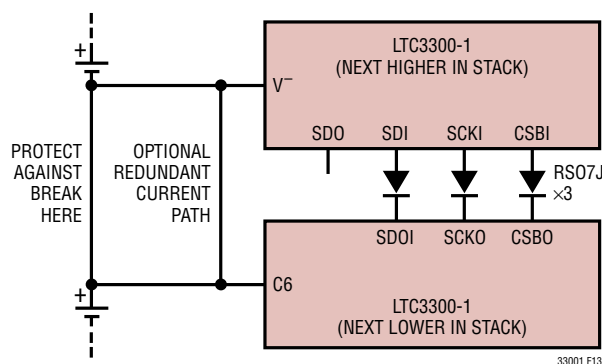 LTC3300-1
(NEXT HIGHER IN STACK)
+
V–
SDO SDI SCKI CSBI
PROTECT
AGAINST
BREAK
HERE
OPTIONAL
REDUNDANT
CURRENT
PATH
RSO7J
×3
SDOI SCKO CSBO
+
C6
LTC3300-1
(NEXT LOWER IN STACK)
33001 F13